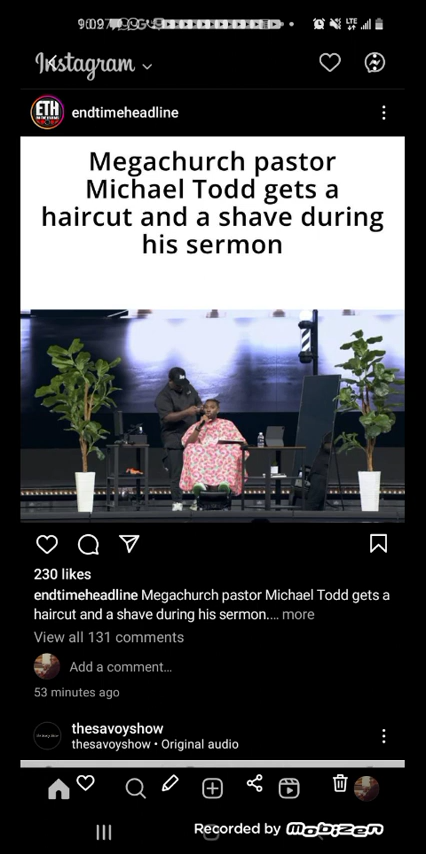 LTE
Instagram
ETH
endtimeheadline
Megachurch pastor
Michael Todd gets a
haircut and a shave during
his sermon
230 likes
endtimeheadline Megachurch pastor Michael Todd gets a
haircut and a shave during his sermon.... more
View all 131 comments
Add a comment...
53 minutes ago
thesavoyshow
thesavoyshow • Original audio
Recorded by Mobizen